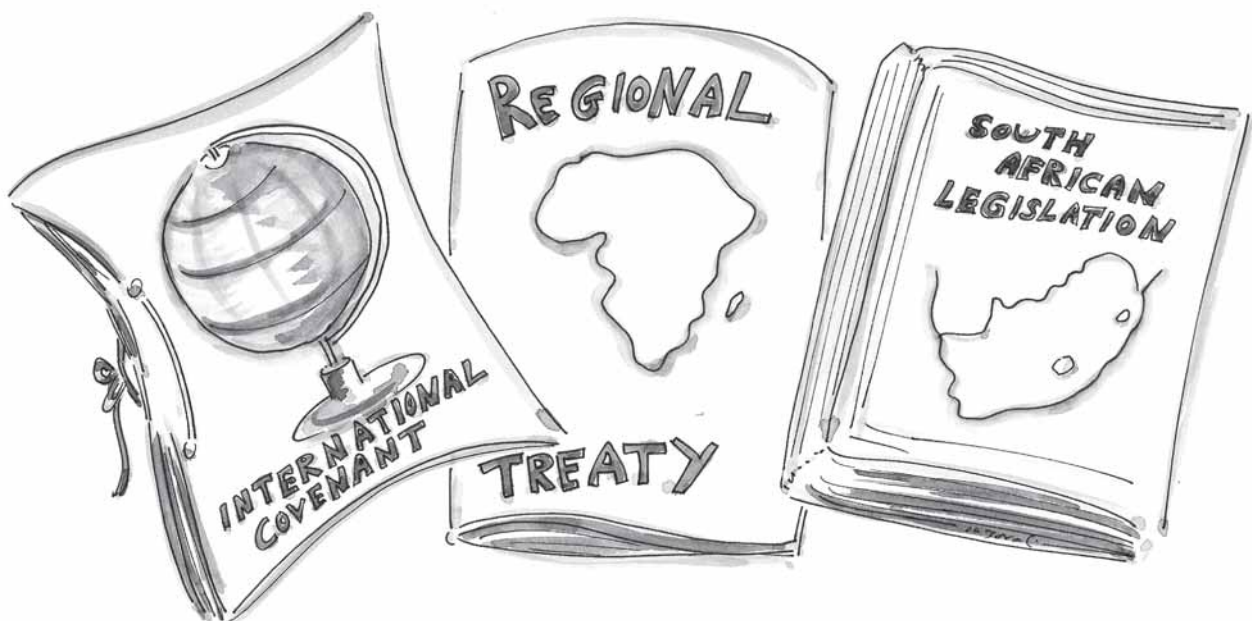 INTERNATIONAL
COVENANT
REGIONAL
TREATY
SOUTH
AFRICAN
LEGISLATION